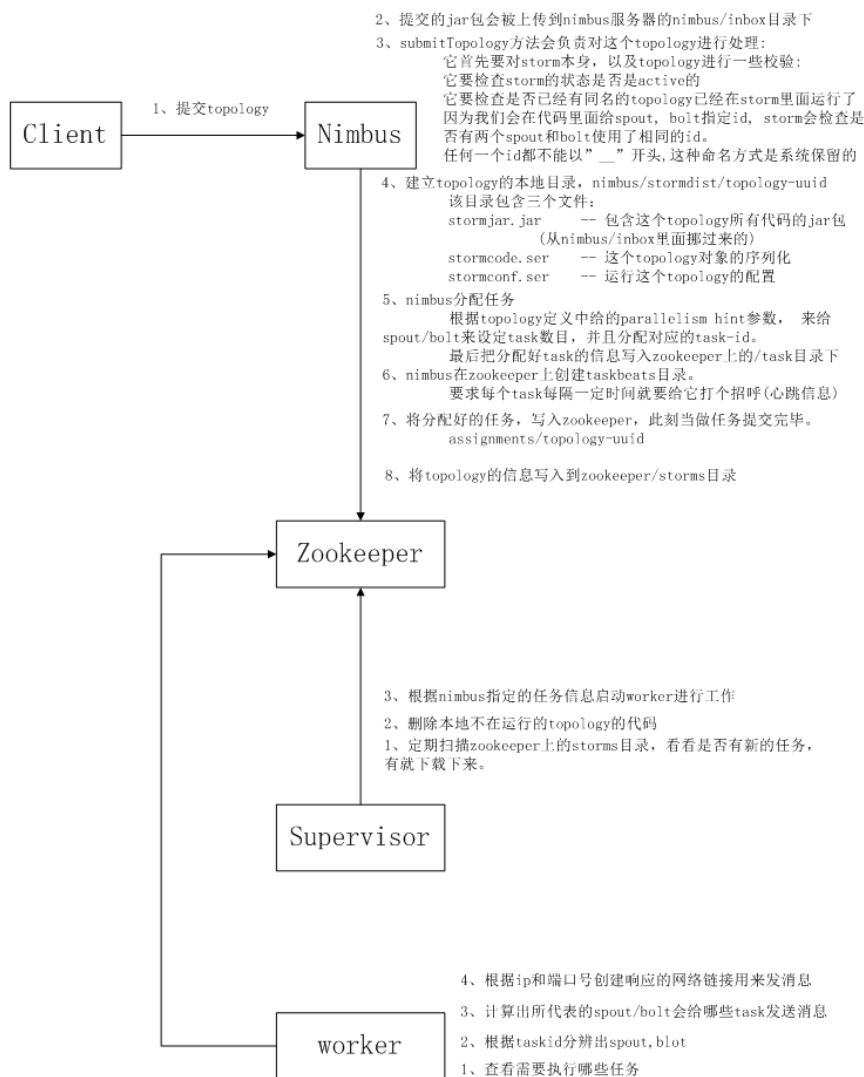 2、提交的jar包会被上传到nimbus服务器的nimbus/inbox目录下
3、submitTopology方法会负责对这个topology进行处理:
它首先要对storm本身，以及topology进行一些校验:
它要检查storm的状态是否是active的
它要检查是否已经有同名的topology已经在storm里面运行了
因为我们会在代码里面给spout, bolt指定id, storm会检查是
否有两个spout和bolt使用了相同的id。
任何一个id都不能以”__”开头,这种命名方式是系统保留的
1、提交topology
Client
Nimbus
4、建立topology的本地目录，nimbus/stormdist/topology-uuid
该目录包含三个文件:
stormjar.jar -- 包含这个topology所有代码的jar包
(从nimbus/inbox里面挪过来的)
stormcode.ser -- 这个topology对象的序列化
stormconf.ser -- 运行这个topology的配置
5、nimbus分配任务
根据topology定义中给的parallelism hint参数， 来给
spout/bolt来设定task数目，并且分配对应的task-id。
最后把分配好task的信息写入zookeeper上的/task目录下
6、nimbus在zookeeper上创建taskbeats目录。
要求每个task每隔一定时间就要给它打个招呼(心跳信息)
7、将分配好的任务，写入zookeeper，此刻当做任务提交完毕。
assignments/topology-uuid
8、将topology的信息写入到zookeeper/storms目录
Zookeeper
3、根据nimbus指定的任务信息启动worker进行工作
2、删除本地不在运行的topology的代码
1、定期扫描zookeeper上的storms目录，看看是否有新的任务，
有就下载下来。
Supervisor
4、根据ip和端口号创建响应的网络链接用来发消息
3、计算出所代表的spout/bolt会给哪些task发送消息
worker
2、根据taskid分辨出spout,blot
1、查看需要执行哪些任务